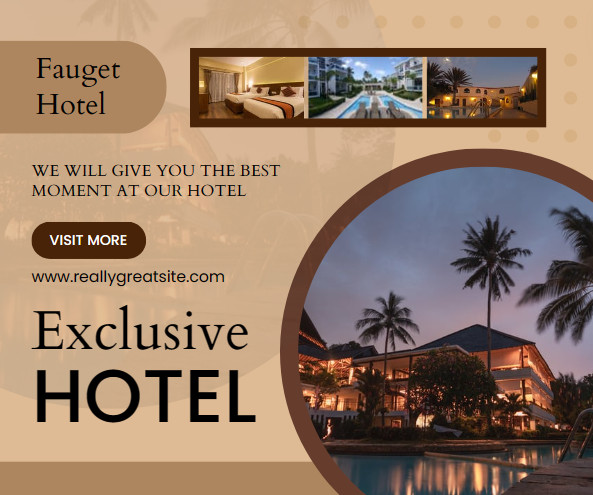 Fauget
Hotel
WE WILL GIVE YOU THE BEST
MOMENT AT OUR HOTEL
VISIT MORE
www.reallygreatsite.com
Exclusive
HOTEL